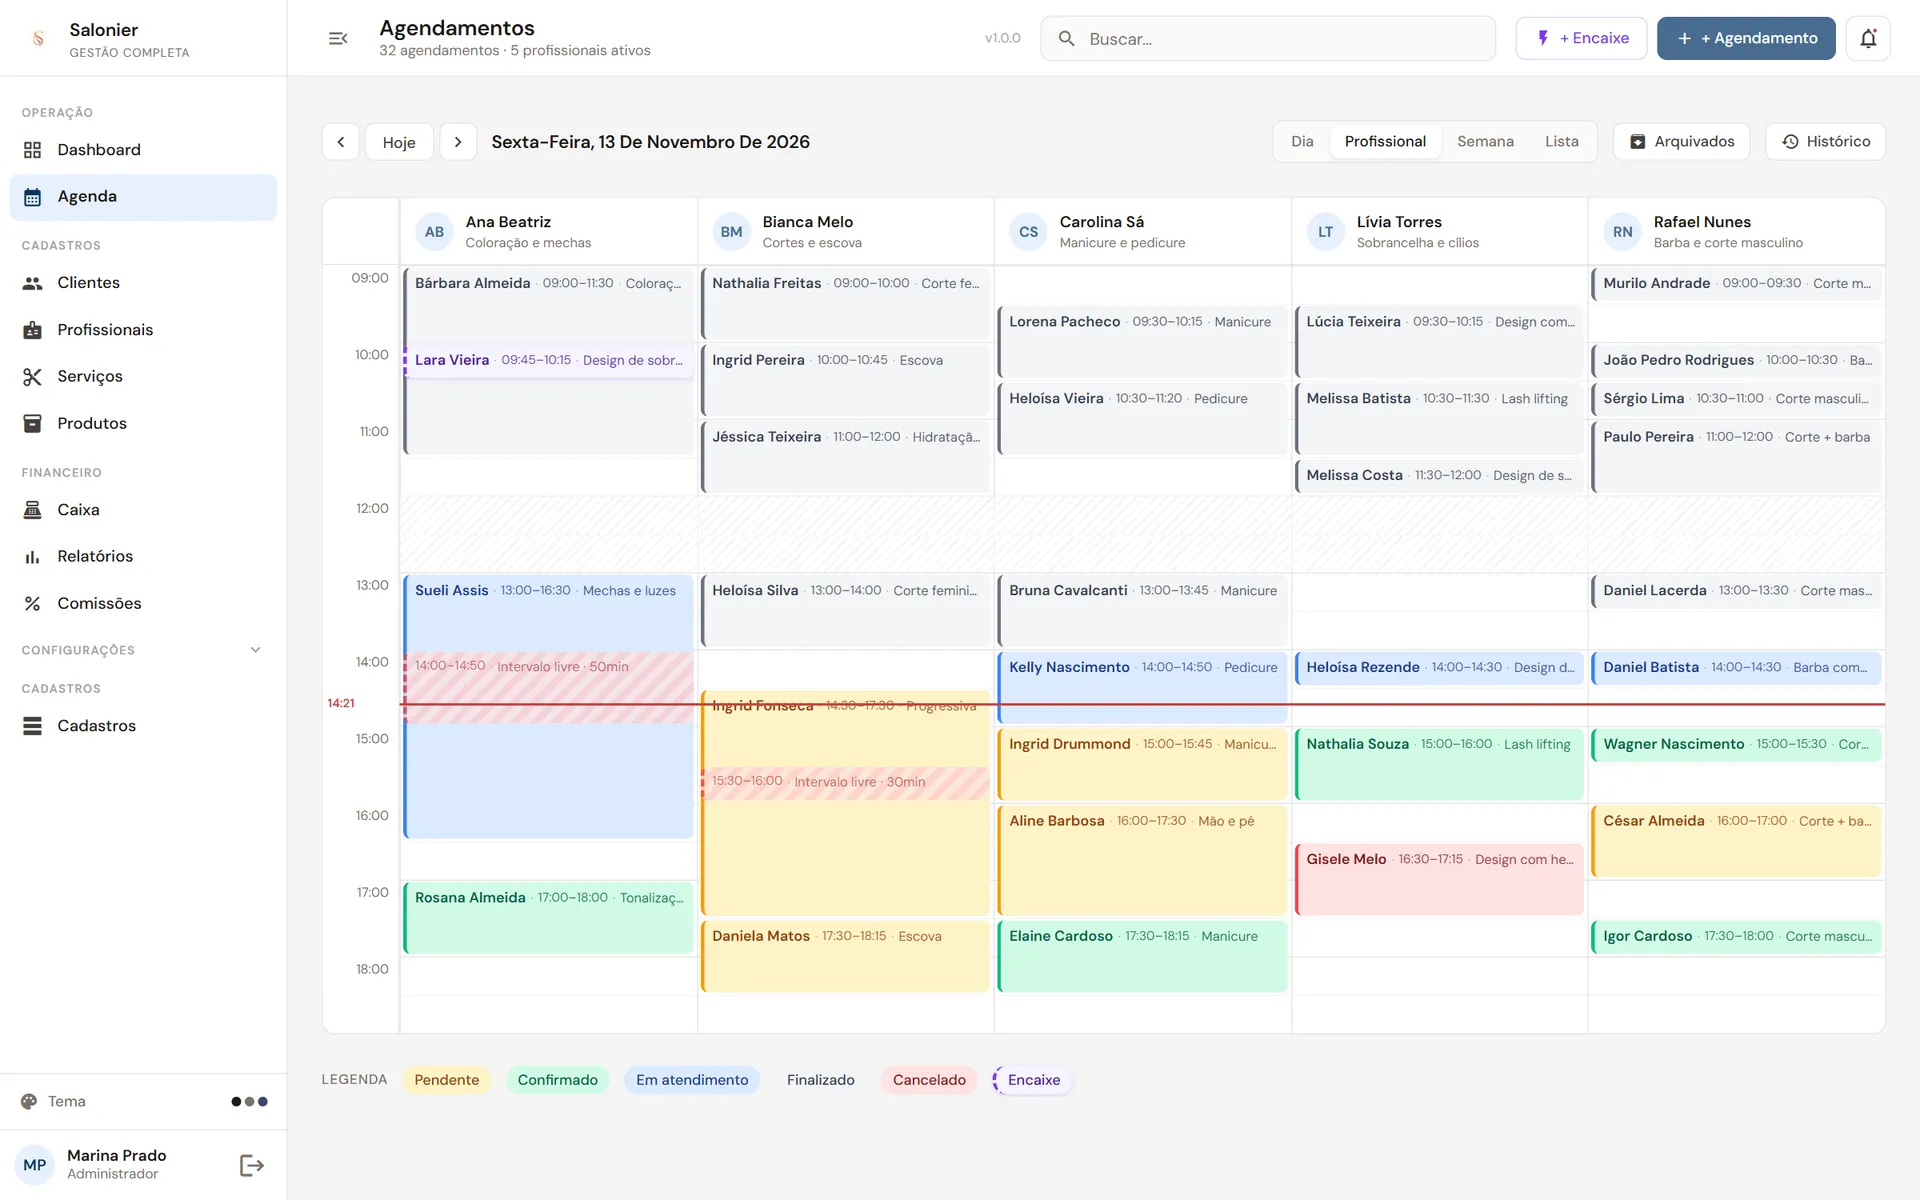 Salonier
GESTÃO COMPLETA
OPERAÇÃO
Dashboard
Agenda
CADASTROS
Clientes
Profissionais
Serviços
Produtos
FINANCEIRO
Caixa
Relatórios
Comissões
CONFIGURAÇÕES
CADASTROS
Cadastros
Tema
MP
Marina Prado
Administrador
Agendamentos
32 agendamentos · 5 profissionais ativos
v1.0.0
Buscar...
+ Encaixe
+ Agendamento
Hoje
Sexta-Feira, 13 De Novembro De 2026
Dia
Profissional
Semana
Lista
Arquivados
Histórico
AB
Ana Beatriz
Coloração e mechas
BM
Bianca Melo
Cortes e escova
CS
Carolina Sá
Manicure e pedicure
LT
Lívia Torres
Sobrancelha e cílios
RN
Rafael Nunes
Barba e corte masculino
09:00
10:00
11:00
12:00
13:00
14:00
14:21
15:00
16:00
17:00
18:00
Bárbara Almeida · 09:00–11:30 · Coloraç...
Lara Vieira · 09:45–10:15 · Design de sobr...
Sueli Assis · 13:00–16:30 · Mechas e luzes
14:00–14:50 · Intervalo livre · 50min
Rosana Almeida · 17:00–18:00 · Tonalizaç...
Nathalia Freitas · 09:00–10:00 · Corte fe...
Ingrid Pereira · 10:00–10:45 · Escova
Jéssica Teixeira · 11:00–12:00 · Hidrataçã...
Heloísa Silva · 13:00–14:00 · Corte femini...
Ingrid Fonseca · 14:30–17:30 · Progressiva
15:30–16:00 · Intervalo livre · 30min
Daniela Matos · 17:30–18:15 · Escova
Lorena Pacheco · 09:30–10:15 · Manicure
Heloísa Vieira · 10:30–11:20 · Pedicure
Bruna Cavalcanti · 13:00–13:45 · Manicure
Kelly Nascimento · 14:00–14:50 · Pedicure
Ingrid Drummond · 15:00–15:45 · Manicu...
Aline Barbosa · 16:00–17:30 · Mão e pé
Elaine Cardoso · 17:30–18:15 · Manicure
Lúcia Teixeira · 09:30–10:15 · Design com...
Melissa Batista · 10:30–11:30 · Lash lifting
Melissa Costa · 11:30–12:00 · Design de s...
Heloísa Rezende · 14:00–14:30 · Design d...
Nathalia Souza · 15:00–16:00 · Lash lifting
Gisele Melo · 16:30–17:15 · Design com he...
Murilo Andrade · 09:00–09:30 · Corte m...
João Pedro Rodrigues · 10:00–10:30 · Ba...
Sérgio Lima · 10:30–11:00 · Corte masculi...
Paulo Pereira · 11:00–12:00 · Corte + barba
Daniel Lacerda · 13:00–13:30 · Corte mas...
Daniel Batista · 14:00–14:30 · Barba com...
Wagner Nascimento · 15:00–15:30 · Cor...
César Almeida · 16:00–17:00 · Corte + ba...
Igor Cardoso · 17:30–18:00 · Corte mascu...
LEGENDA
Pendente
Confirmado
Em atendimento
Finalizado
Cancelado
Encaixe